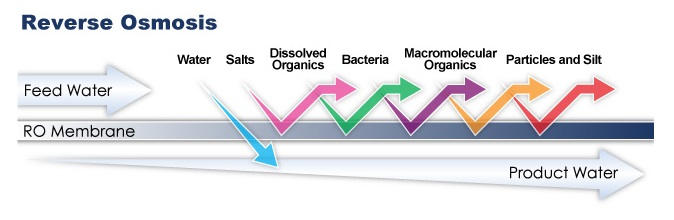 Reverse Osmosis
Water
Salts
Dissolved
Organics
Bacteria
Macromolecular
Organics
Particles and Silt
Feed Water
RO Membrane
Product Water